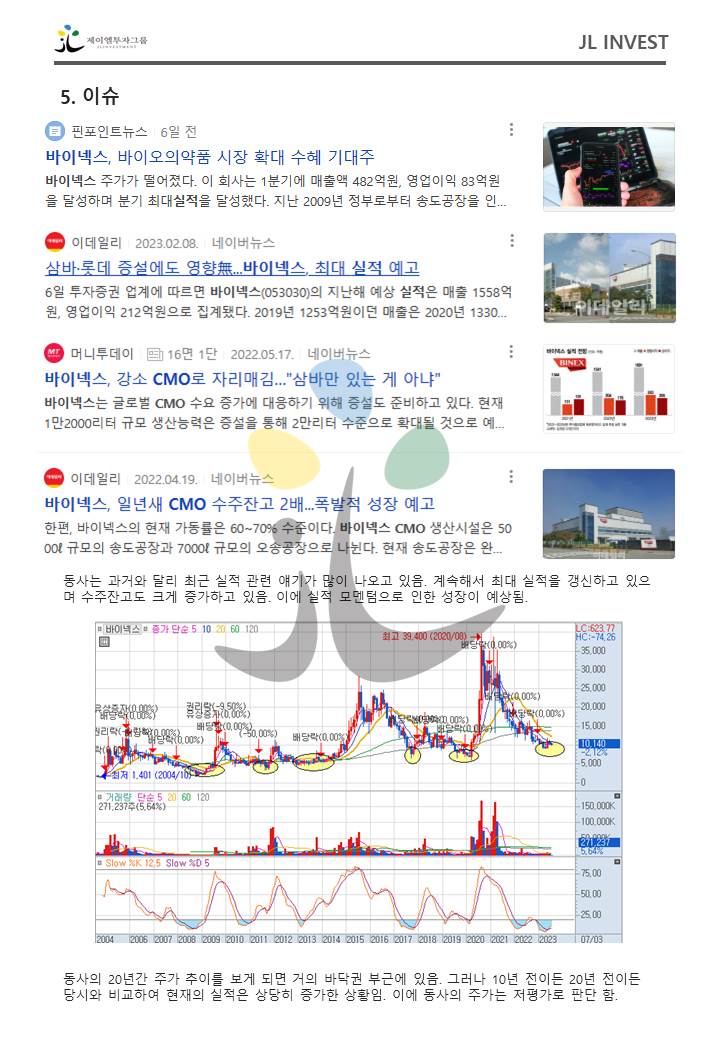 제이엘투자그룹
JL INVESTMENT
JL INVEST
5. 이슈
핀포인트뉴스 6일 전
바이넥스, 바이오의약품 시장 확대 수혜 기대주
바이넥스 주가가 떨어졌다. 이 회사는 1분기에 매출액 482억원, 영업이익 83억원
을 달성하며 분기 최대실적을 달성했다. 지난 2009년 정부로부터 송도공장을 인...
이데일리 2023.02.08. 네이버뉴스
삼바·롯데 증설에도 영향無...바이넥스, 최대 실적 예고
6일 투자증권 업계에 따르면 바이넥스(053030)의 지난해 예상 실적은 매출 1558억
원, 영업이익 212억원으로 집계됐다. 2019년 1253억원이던 매출은 2020년 1330...
이데일리
MT 머니투데이 16면 1단 2022.05.17. 네이버뉴스
바이넥스, 강소 CMO로 자리매김..."삼바만 있는 게 아냐"
바이넥스는 글로벌 CMO 수요 증가에 대응하기 위해 증설도 준비하고 있다. 현재
1만2000리터 규모 생산능력은 증설을 통해 2만리터 수준으로 확대될 것으로 예...
바이넥스 실적 전망
BINEX
이데일리 2022.04.19. 네이버뉴스
바이넥스, 일년새 CMO 수주잔고 2배...폭발적 성장 예고
한편, 바이넥스의 현재 가동률은 60~70% 수준이다. 바이넥스 CMO 생산시설은 50
00ℓ 규모의 송도공장과 7000ℓ 규모의 오송공장으로 나뉜다. 현재 송도공장은 완...
동사는 과거와 달리 최근 실적 관련 얘기가 많이 나오고 있음. 계속해서 최대 실적을 갱신하고 있으
며 수주잔고도 크게 증가하고 있음. 이에 실적 모멘텀으로 인한 성장이 예상됨.
바이넥스 종가 단순 5 10 20 60 120
LC:623.77
HC:-74.26
최고 39,400 (2020/08)
배당락(0.00%)
35,000
30,000
25,000
20,000
15,000
10,140
-2.12%
5,000
0
유상증자(0.00%)
배당락(0.00%)
권리락(-9.50%)
유상증자(0.00%)
배당락(0.00%)
(-50.00%)
배당락(0.00%)
최저 1,401 (2004/10)
거래량 단순 5 20 60 120
271,237주(5.64%)
150,000K
100,000K
271,237
5.64%
Slow %K 12,5 Slow %D 5
75.00
50.00
25.00
2004 2006 2007 2008 2009 2010 2011 2012 2013 2014 2015 2016 2017 2018 2019 2020 2021 2022 2023 07/03
동사의 20년간 주가 추이를 보게 되면 거의 바닥권 부근에 있음. 그러나 10년 전이든 20년 전이든
당시와 비교하여 현재의 실적은 상당히 증가한 상황임. 이에 동사의 주가는 저평가로 판단 함.